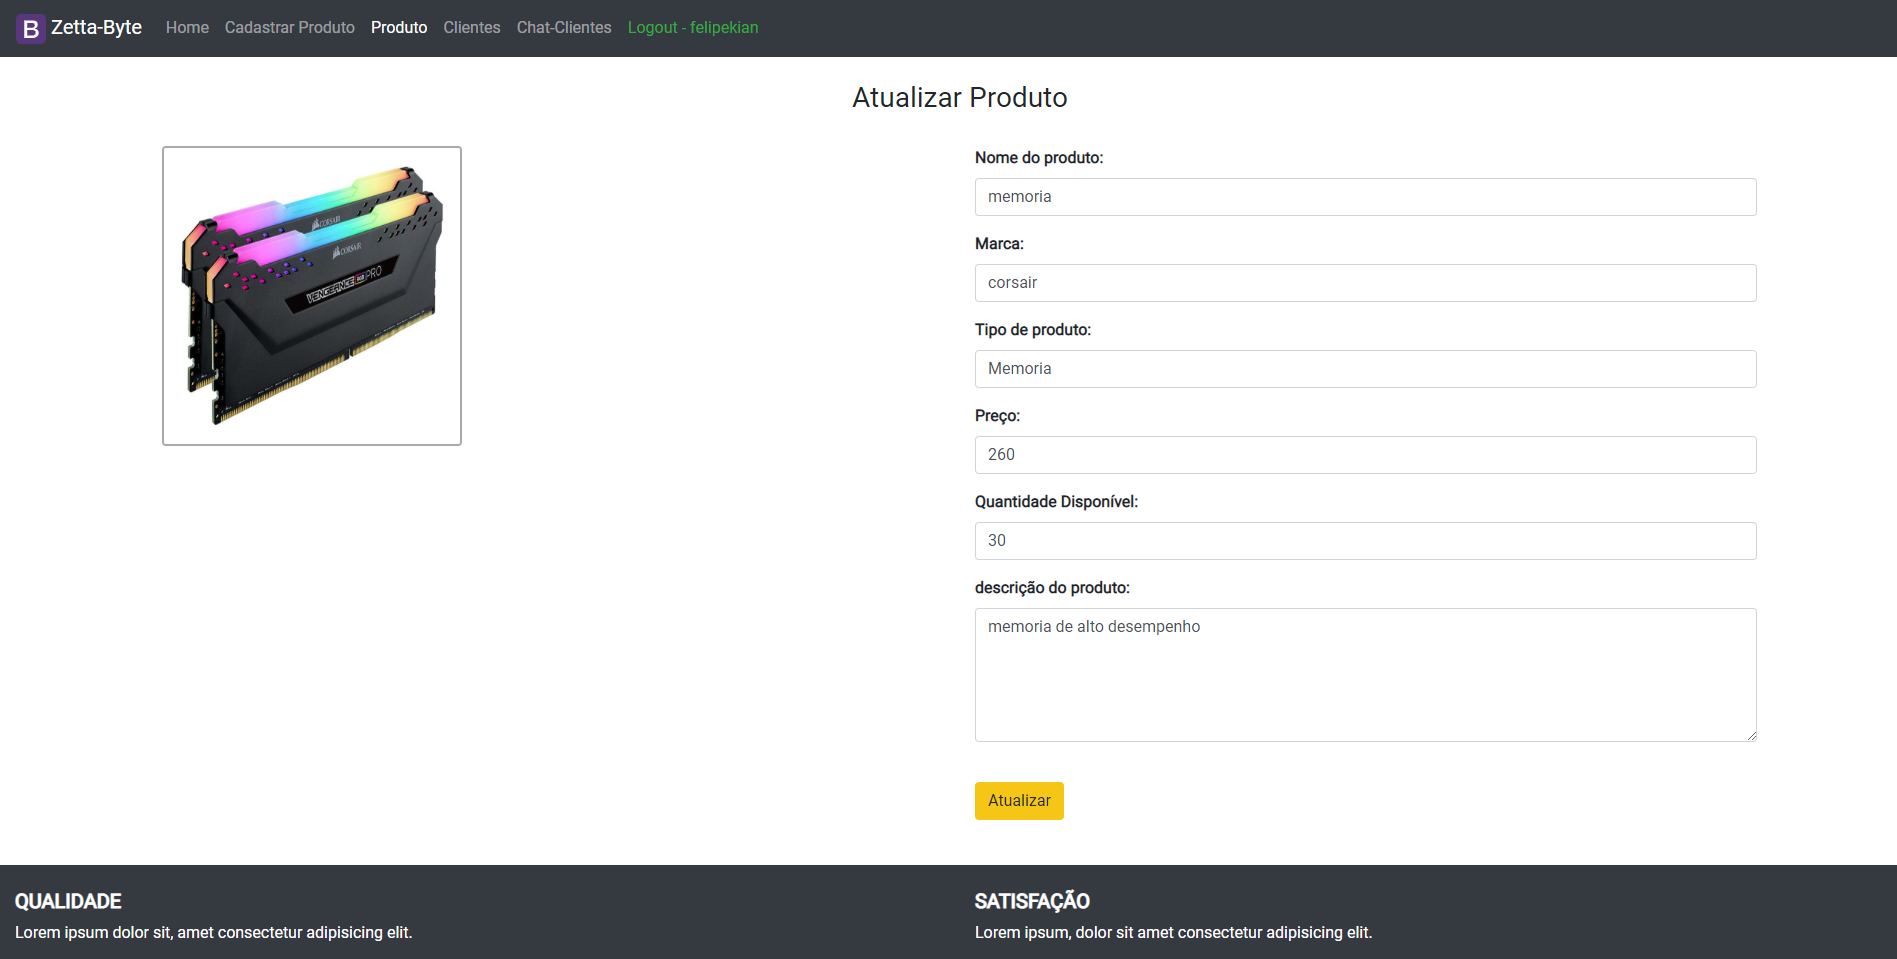 B Zetta-Byte Home Cadastrar Produto Produto Clientes Chat-Clientes Logout - felipekian
Atualizar Produto
CORSAIR
CORSAIR
VENGEANCE RGB PRO
Nome do produto:
memoria
Marca:
corsair
Tipo de produto:
Memoria
Preço:
260
Quantidade Disponível:
30
descrição do produto:
memoria de alto desempenho
Atualizar
QUALIDADE
Lorem ipsum dolor sit, amet consectetur adipisicing elit.
SATISFAÇÃO
Lorem ipsum, dolor sit amet consectetur adipisicing elit.